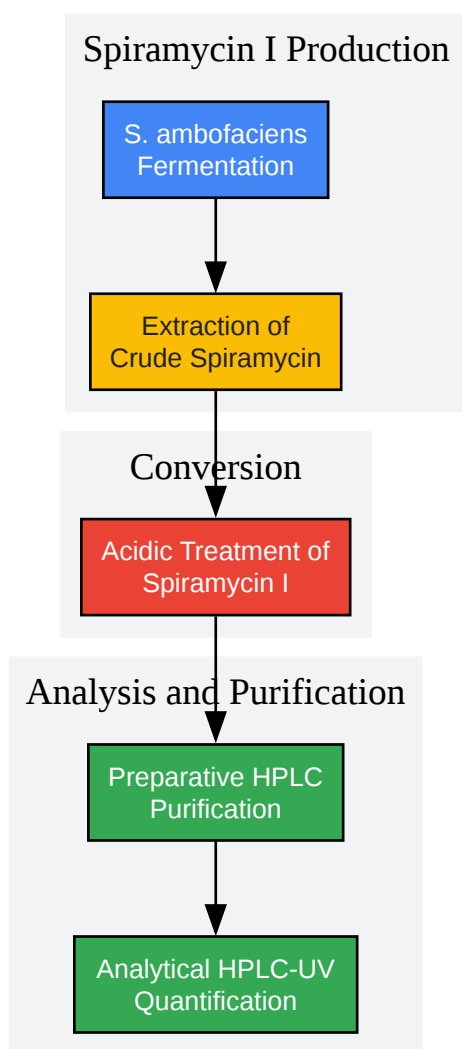 Spiramycin I Production
S. ambofaciens
Fermentation
Extraction of
Crude Spiramycin
Conversion
Acidic Treatment of
Spiramycin I
Analysis and Purification
Preparative HPLC
Purification
Analytical HPLC-UV
Quantification